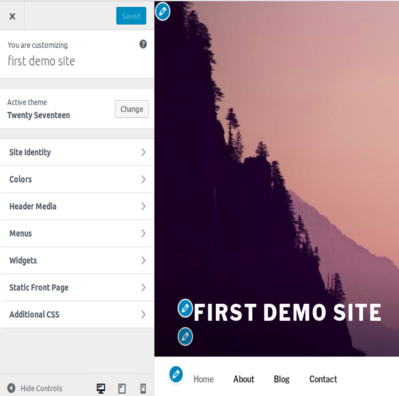 Saved
You are customizing
first demo site
Active theme
Twenty Seventeen
Change
Site Identity
Colors
Header Media
Menus
Widgets
Static Front Page
Additional CSS
Hide Controls
FIRST DEMO SITE
Home About Blog Contact